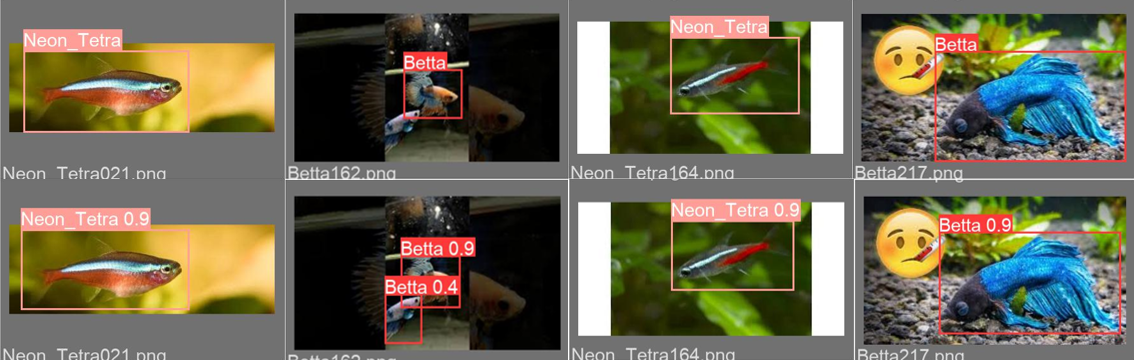 Neon_Tetra
Betta
Neon_Tetra
Betta
Neon_Tetra021.png
Betta162.png
Neon_Tetra164.png
Betta217.png
Neon_Tetra 0.9
Betta 0.9
Betta 0.4
Neon_Tetra 0.9
Betta 0.9
Neon_Tetra021.png
Betta162.png
Neon_Tetra164.png
Betta217.png